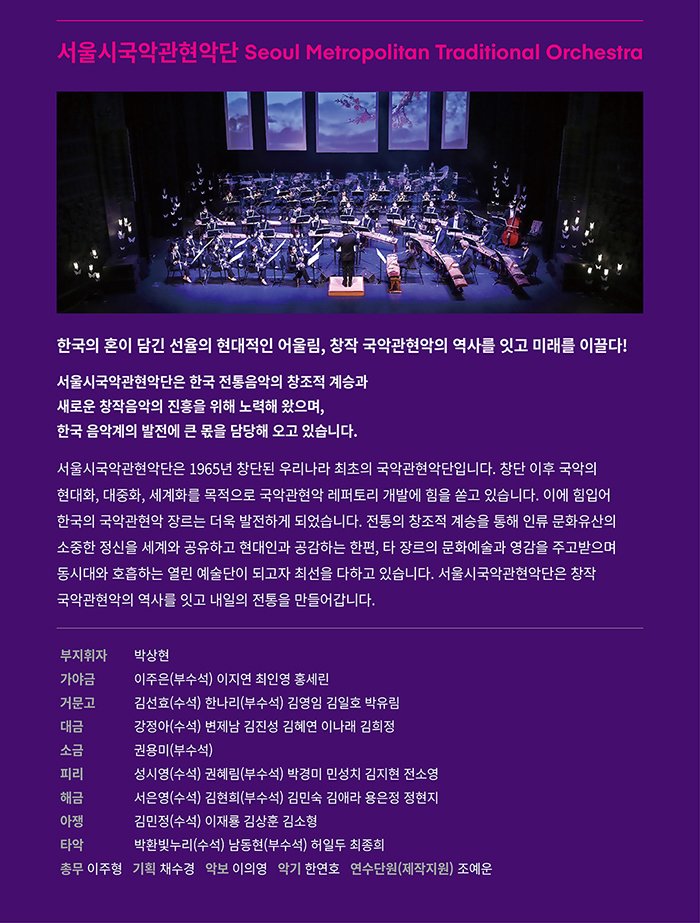 서울시국악관현악단 Seoul Metropolitan Traditional Orchestra
한국의 혼이 담긴 선율의 현대적인 어울림, 창작 국악관현악의 역사를 잇고 미래를 이끌다!
서울시국악관현악단은 한국 전통음악의 창조적 계승과
새로운 창작음악의 진흥을 위해 노력해 왔으며,
한국 음악계의 발전에 큰 몫을 담당해 오고 있습니다.
서울시국악관현악단은 1965년 창단된 우리나라 최초의 국악관현악단입니다. 창단 이후 국악의
현대화, 대중화, 세계화를 목적으로 국악관현악 레퍼토리 개발에 힘을 쏟고 있습니다. 이에 힘입어
한국의 국악관현악 장르는 더욱 발전하게 되었습니다. 전통의 창조적 계승을 통해 인류 문화유산의
소중한 정신을 세계와 공유하고 현대인과 공감하는 한편, 타 장르의 문화예술과 영감을 주고받으며
동시대와 호흡하는 열린 예술단이 되고자 최선을 다하고 있습니다. 서울시국악관현악단은 창작
국악관현악의 역사를 잇고 내일의 전통을 만들어갑니다.
부지휘자 박상현
가야금 이주은(부수석) 이지연 최인영 홍세린
거문고 김선효(수석) 한나리(부수석) 김영임 김일호 박유림
대금 강정아(수석) 변제남 김진성 김혜연 이나래 김희정
소금 권용미(부수석)
피리 성시영(수석) 권혜림(부수석) 박경미 민성치 김지현 전소영
해금 서은영(수석) 김현희(부수석) 김민숙 김애라 용은정 정현지
아쟁 김민정(수석) 이재룡 김상훈 김소형
타악 박환빛누리(수석) 남동현(부수석) 허일두 최종희
총무 이주형 기획 채수경 악보 이의영 악기 한연호 연수단원(제작지원) 조예운